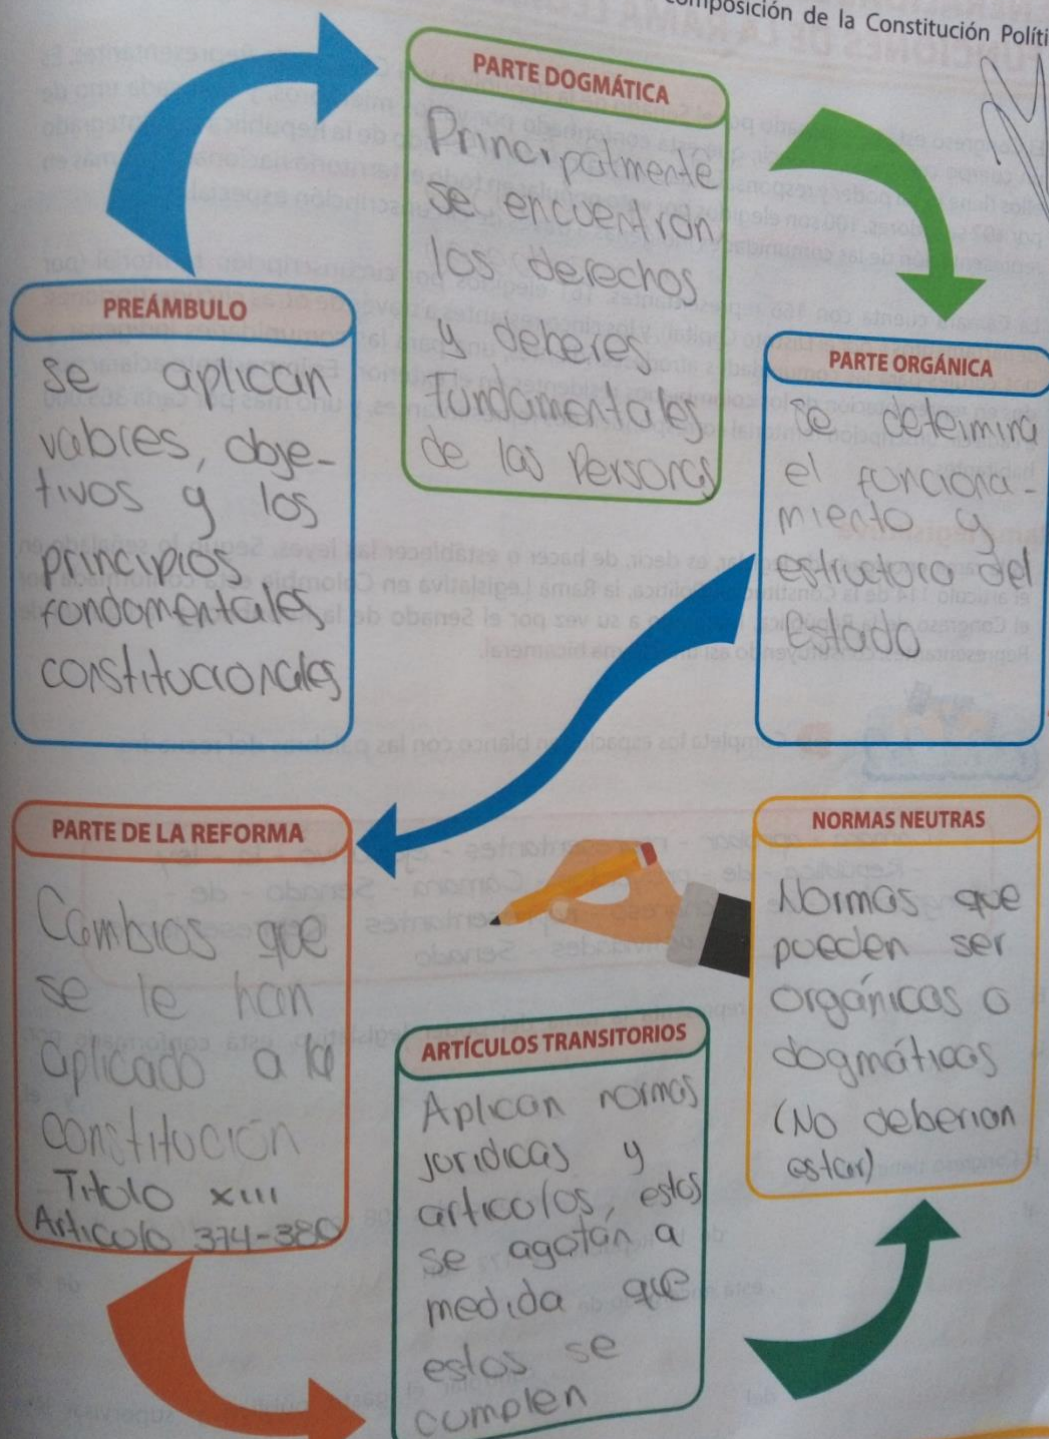 composición de la Constitución Políti
PREÁMBULO
se aplican
valores, obje-
tivos y los
principios
fundamentales
constitucionales
PARTE DOGMÁTICA
Principalmente
se encuentran
los derechos
y deberes
fundamentales
de las Personas
PARTE ORGÁNICA
Se determina
el funciona-
miento y
estructura del
estado
PARTE DE LA REFORMA
Cambios que
se le han
aplicado a la
constitución
Titulo XIII
Articulo 374-380
ARTÍCULOS TRANSITORIOS
Aplican normas
juridicas y
articulos, estos
se agotan a
medida que
estos se
cumplen
NORMAS NEUTRAS
Normas que
pueden ser
orgánicas o
dogmáticas
(No deberian
estar)